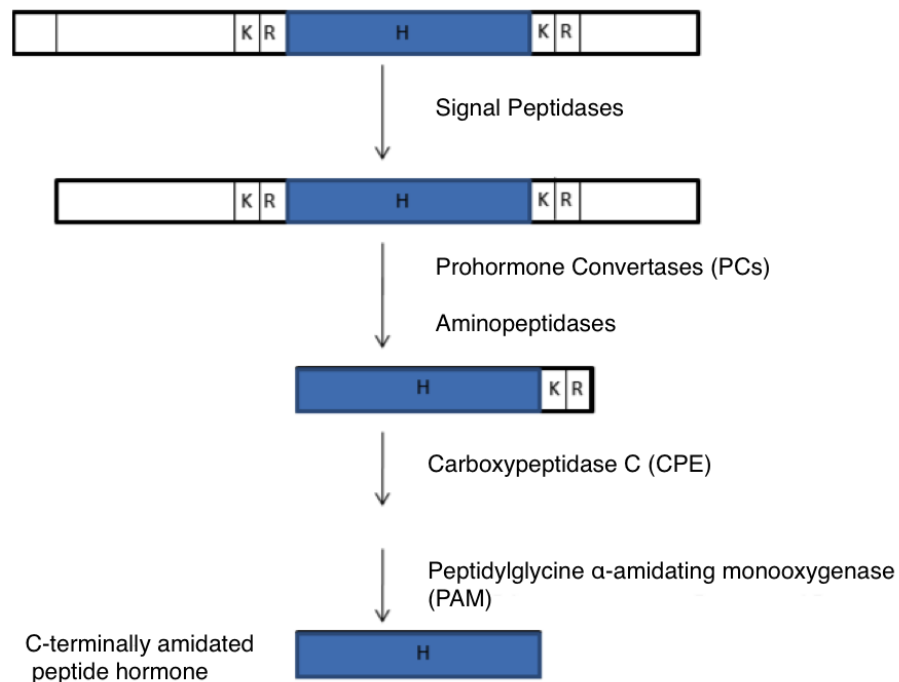 K R H K R
Signal Peptidases
K R H K R
Prohormone Convertases (PCs)
Aminopeptidases
H K R
Carboxypeptidase C (CPE)
Peptidylglycine α-amidating monooxygenase
(PAM)
C-terminally amidated
peptide hormone
H